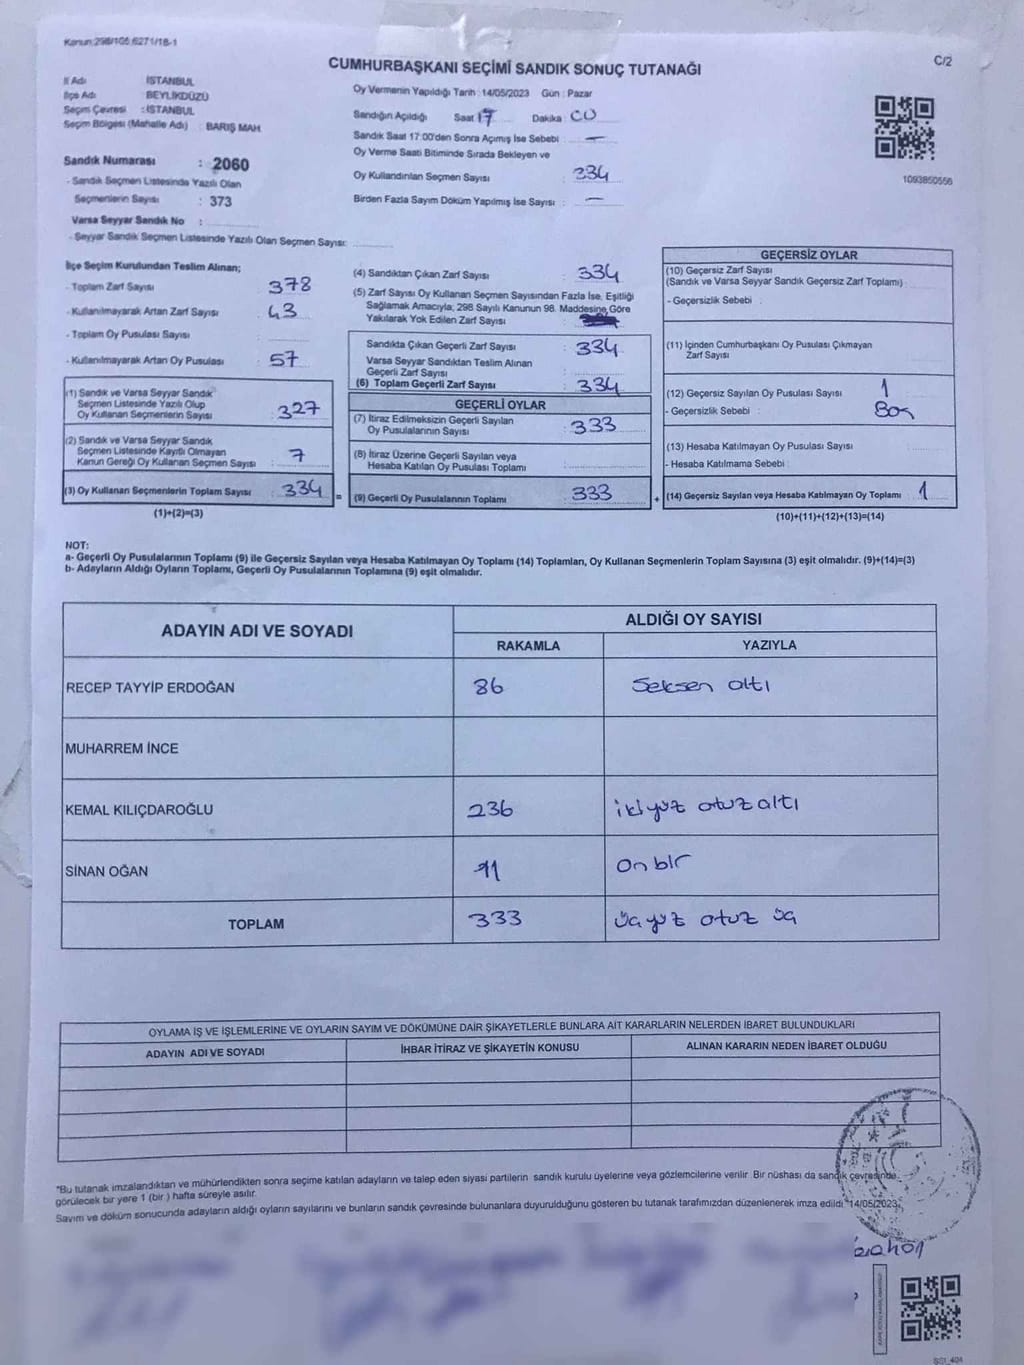 Kanun:298/105;6271/18-1
C/2
CUMHURBAŞKANI SEÇİMİ SANDIK SONUÇ TUTANAĞI
İl Adı : İSTANBUL
İlçe Adı : BEYLİKDÜZÜ
Seçim Çevresi : İSTANBUL
Seçim Bölgesi (Mahalle Adı) : BARIŞ MAH.
Sandık Numarası : 2060
- Sandık Seçmen Listesinde Yazılı Olan
Seçmenlerin Sayısı : 373
Varsa Seyyar Sandık No :
- Seyyar Sandık Seçmen Listesinde Yazılı Olan Seçmen Sayısı:
Oy Vermenin Yapıldığı Tarih : 14/05/2023 Gün : Pazar
Sandığın Açıldığı Saat 17 Dakika : 00
Sandık Saat 17:00'den Sonra Açımış İse Sebebi : —
Oy Verme Saati Bitiminde Sırada Bekleyen ve
Oy Kullandırılan Seçmen Sayısı : 334
Birden Fazla Sayım Döküm Yapılmış İse Sayısı : —
1093850556
İlçe Seçim Kurulundan Teslim Alınan;
- Toplam Zarf Sayısı : 378
- Kullanılmayarak Artan Zarf Sayısı : 43
- Toplam Oy Pusulası Sayısı :
- Kullanılmayarak Artan Oy Pusulası : 57
(1) Sandık ve Varsa Seyyar Sandık
Seçmen Listesinde Yazılı Olup
Oy Kullanan Seçmenlerin Sayısı : 327
(2) Sandık ve Varsa Seyyar Sandık
Seçmen Listesinde Kayıtlı Olmayan
Kanun Gereği Oy Kullanan Seçmen Sayısı : 7
(3) Oy Kullanan Seçmenlerin Toplam Sayısı : 334
(1)+(2)=(3)
=
(4) Sandıktan Çıkan Zarf Sayısı : 334
(5) Zarf Sayısı Oy Kullanan Seçmen Sayısından Fazla İse, Eşitliği
Sağlamak Amacıyla, 298 Sayılı Kanunun 98. Maddesine Göre
Yakılarak Yok Edilen Zarf Sayısı :
Sandıkta Çıkan Geçerli Zarf Sayısı : 334
Varsa Seyyar Sandıktan Teslim Alınan
Geçerli Zarf Sayısı :
(6) Toplam Geçerli Zarf Sayısı : 334
GEÇERLİ OYLAR
(7) İtiraz Edilmeksizin Geçerli Sayılan
Oy Pusulalarının Sayısı : 333
(8) İtiraz Üzerine Geçerli Sayılan veya
Hesaba Katılan Oy Pusulası Toplamı :
(9) Geçerli Oy Pusulalarının Toplamı : 333
+
GEÇERSİZ OYLAR
(10) Geçersiz Zarf Sayısı
(Sandık ve Varsa Seyyar Sandık Geçersiz Zarf Toplamı) :
- Geçersizlik Sebebi :
(11) İçinden Cumhurbaşkanı Oy Pusulası Çıkmayan
Zarf Sayısı
(12) Geçersiz Sayılan Oy Pusulası Sayısı : 1
- Geçersizlik Sebebi : Boş
(13) Hesaba Katılmayan Oy Pusulası Sayısı :
- Hesaba Katılmama Sebebi :
(14) Geçersiz Sayılan veya Hesaba Katılmayan Oy Toplamı : 1
(10)+(11)+(12)+(13)=(14)
NOT:
a- Geçerli Oy Pusulalarının Toplamı (9) ile Geçersiz Sayılan veya Hesaba Katılmayan Oy Toplamı (14) Toplamları, Oy Kullanan Seçmenlerin Toplam Sayısına (3) eşit olmalıdır. (9)+(14)=(3)
b- Adayların Aldığı Oyların Toplamı, Geçerli Oy Pusulalarının Toplamına (9) eşit olmalıdır.
ADAYIN ADI VE SOYADI
ALDIĞI OY SAYISI
RAKAMLA YAZIYLA
RECEP TAYYİP ERDOĞAN 86 Seksen altı
MUHARREM İNCE
KEMAL KILIÇDAROĞLU 236 ikiyüz otuz altı
SİNAN OĞAN 11 On bir
TOPLAM 333 üçyüz otuz üç
OYLAMA İŞ VE İŞLEMLERİNE VE OYLARIN SAYIM VE DÖKÜMÜNE DAİR ŞİKAYETLERLE BUNLARA AİT KARARLARIN NELERDEN İBARET BULUNDUKLARI
ADAYIN ADI VE SOYADI İHBAR İTİRAZ VE ŞİKAYETİN KONUSU ALINAN KARARIN NEDEN İBARET OLDUĞU
*Bu tutanak imzalandıktan ve mühürlendikten sonra seçime katılan adayların ve talep eden siyasi partilerin sandık kurulu üyelerine veya gözlemcilerine verilir. Bir nüshası da sandık çevresinde
görülecek bir yere 1 (bir ) hafta süreyle asılır.
Sayım ve döküm sonucunda adayların aldığı oyların sayılarını ve bunların sandık çevresinde bulunanlara duyurulduğunu gösteren bu tutanak tarafımızdan düzenlenerek imza edildi. 14/05/2023